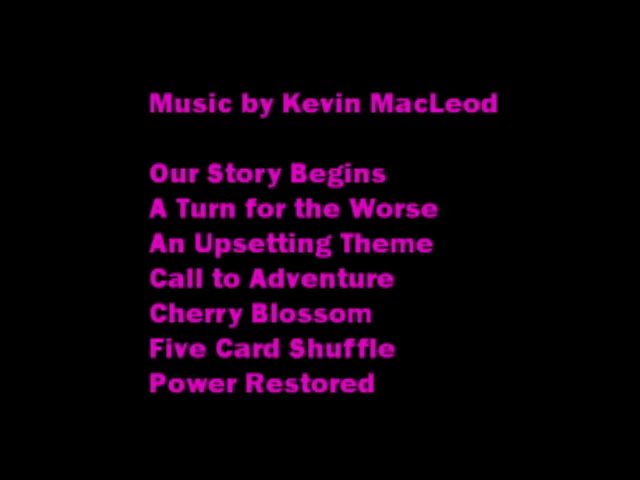 Music by Kevin MacLeod
Our Story Begins
A Turn for the Worse
An Upsetting Theme
Call to Adventure
Cherry Blossom
Five Card Shuffle
Power Restored